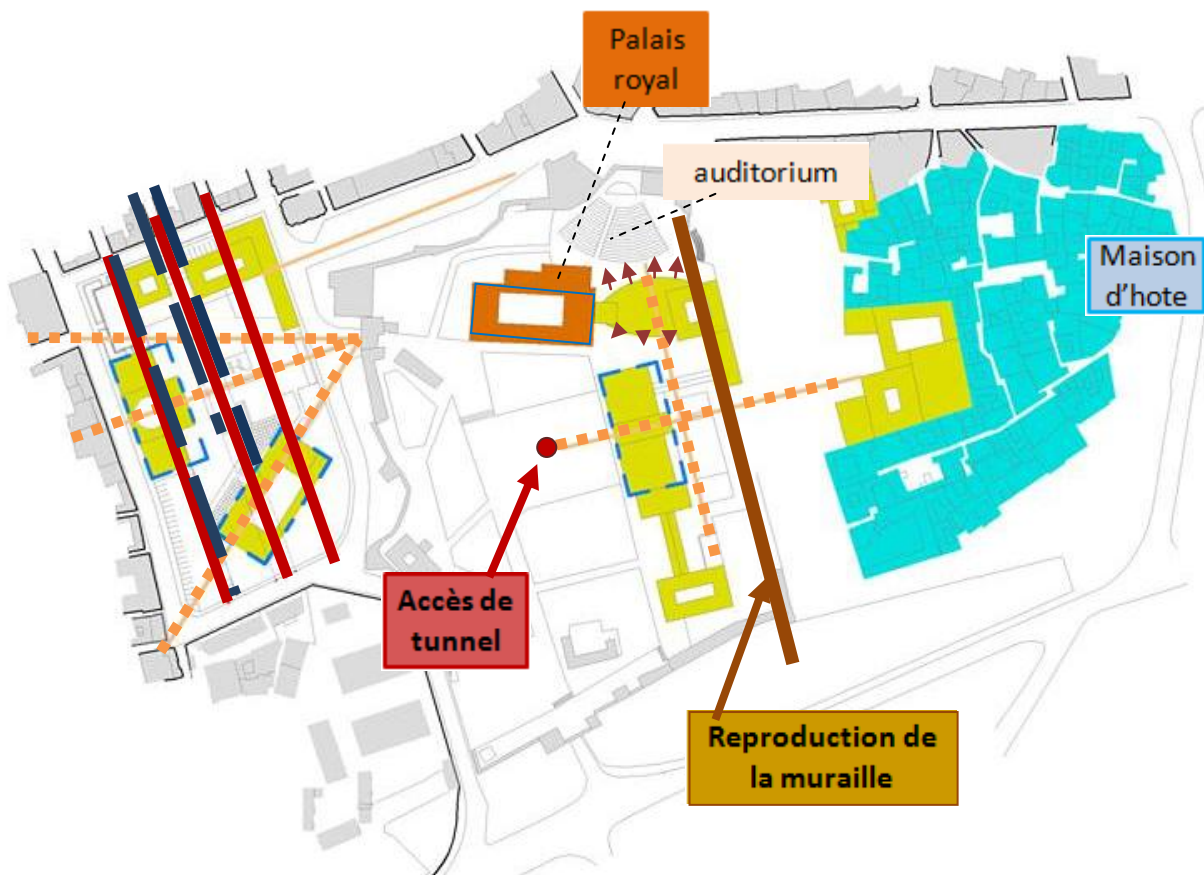 Palais
royal
auditorium
Maison
d'hote
Accès de
tunnel
Reproduction de
la muraille